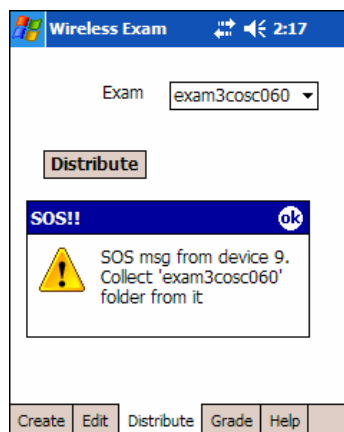 Wireless Exam 2:17
Exam exam3cosc060
Distribute
SOS!! ok
SOS msg from device 9.
Collect 'exam3cosc060'
folder from it
Create Edit Distribute Grade Help